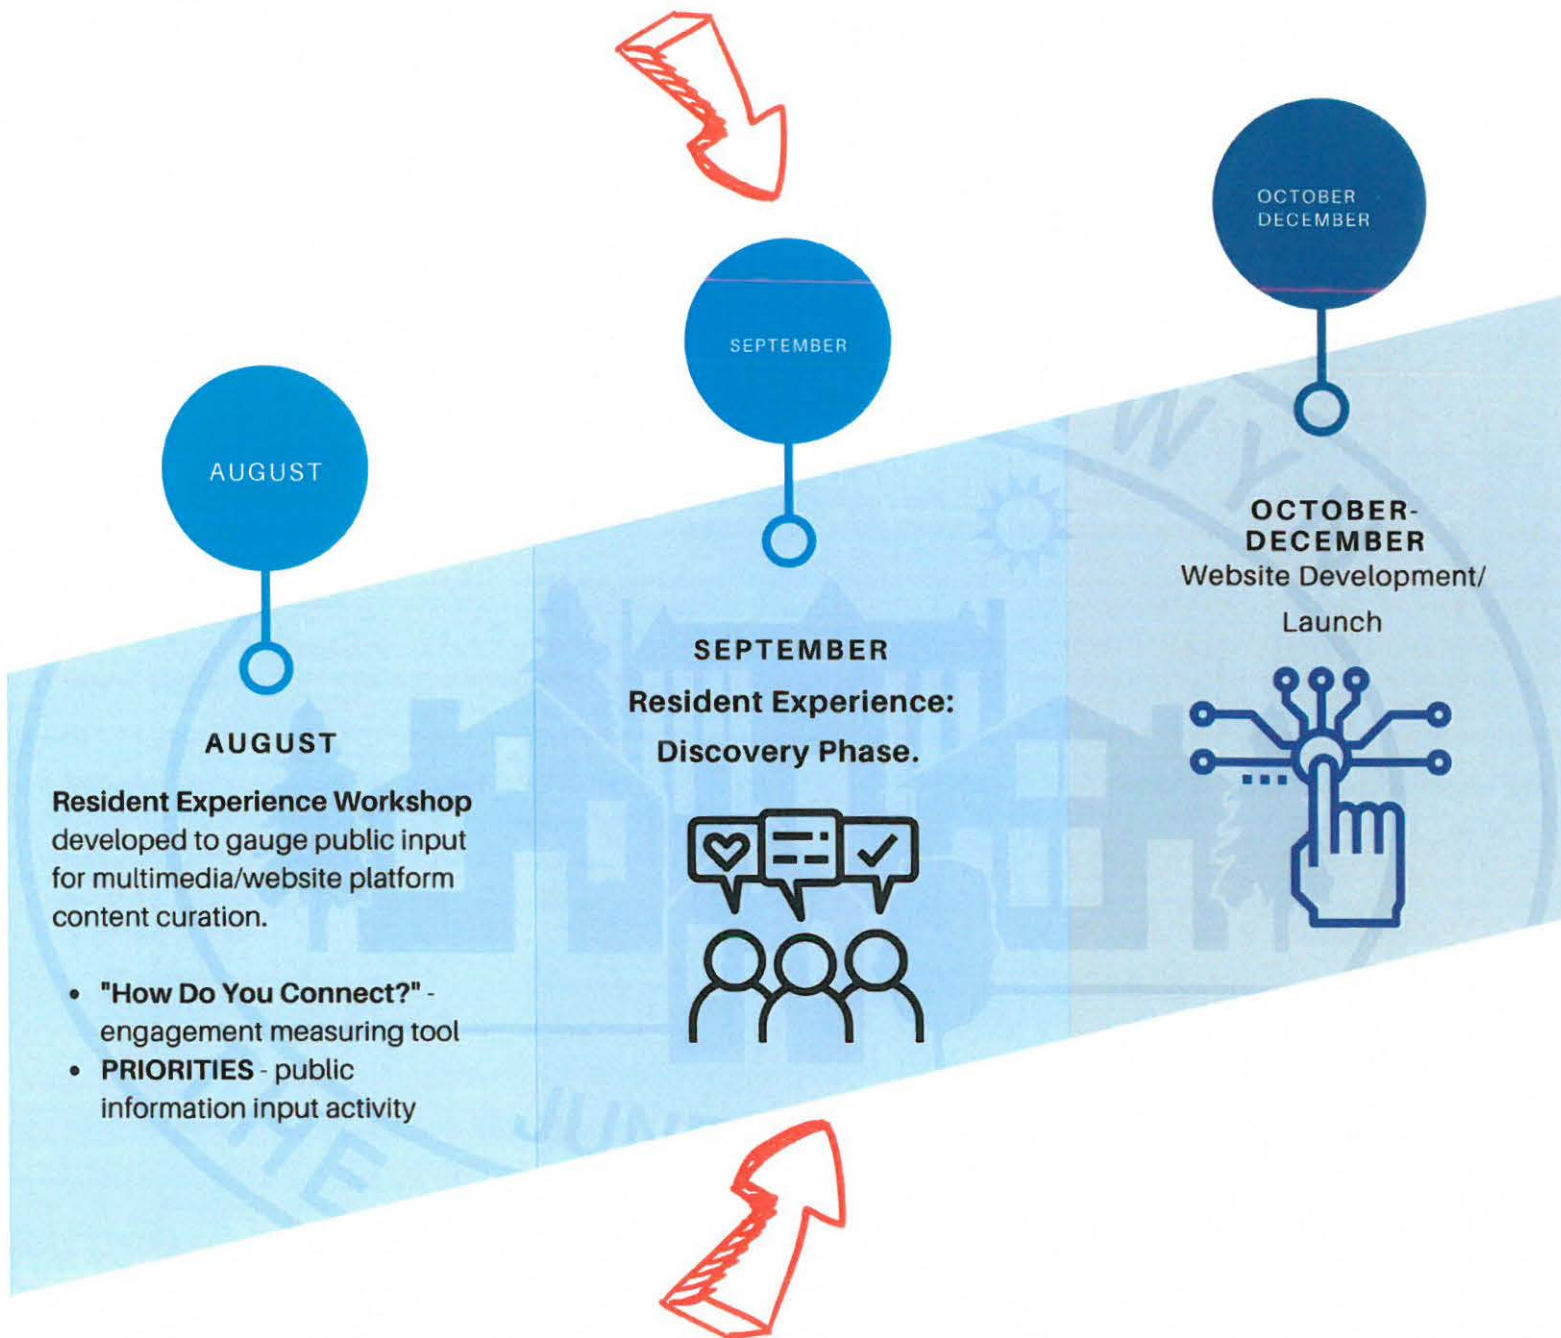 AUGUST
SEPTEMBER
OCTOBER
DECEMBER
AUGUST
Resident Experience Workshop
developed to gauge public input
for multimedia/website platform
content curation.
• "How Do You Connect?" -
engagement measuring tool
• PRIORITIES - public
information input activity
SEPTEMBER
Resident Experience:
Discovery Phase.
OCTOBER-
DECEMBER
Website Development/
Launch
THE